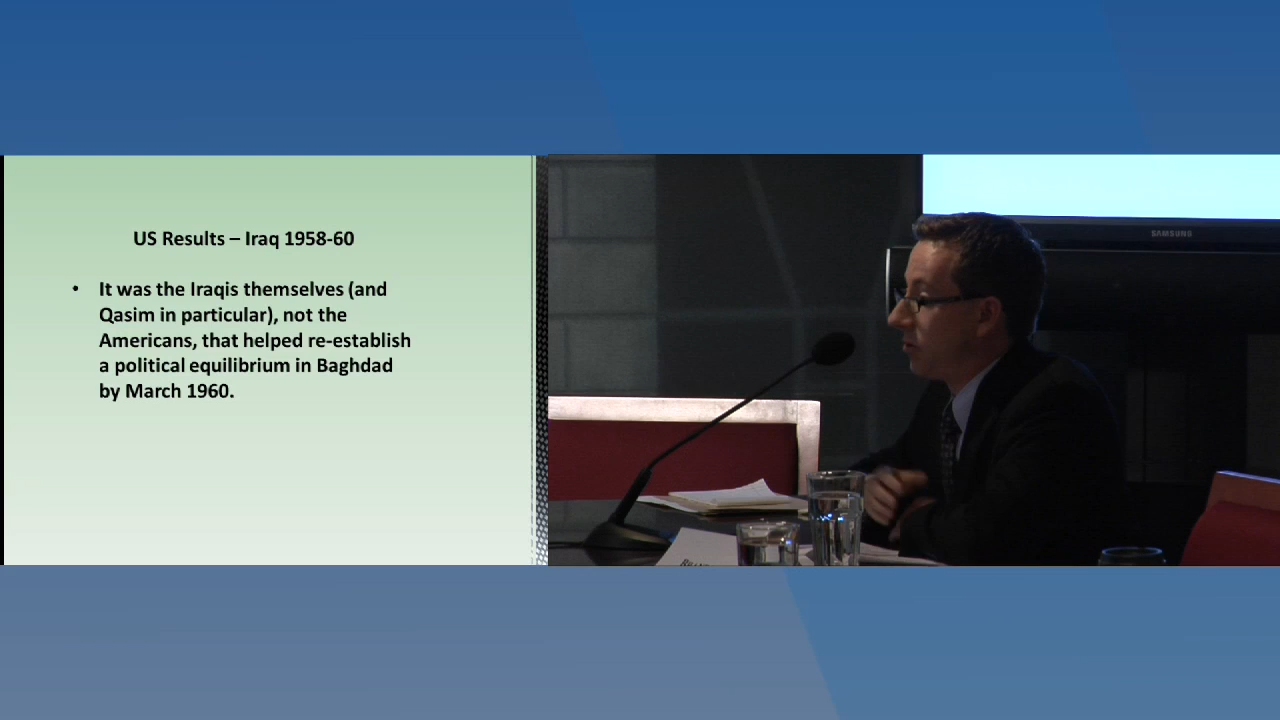 US Results – Iraq 1958-60
• It was the Iraqis themselves (and
Qasim in particular), not the
Americans, that helped re-establish
a political equilibrium in Baghdad
by March 1960.
SAMSUNG